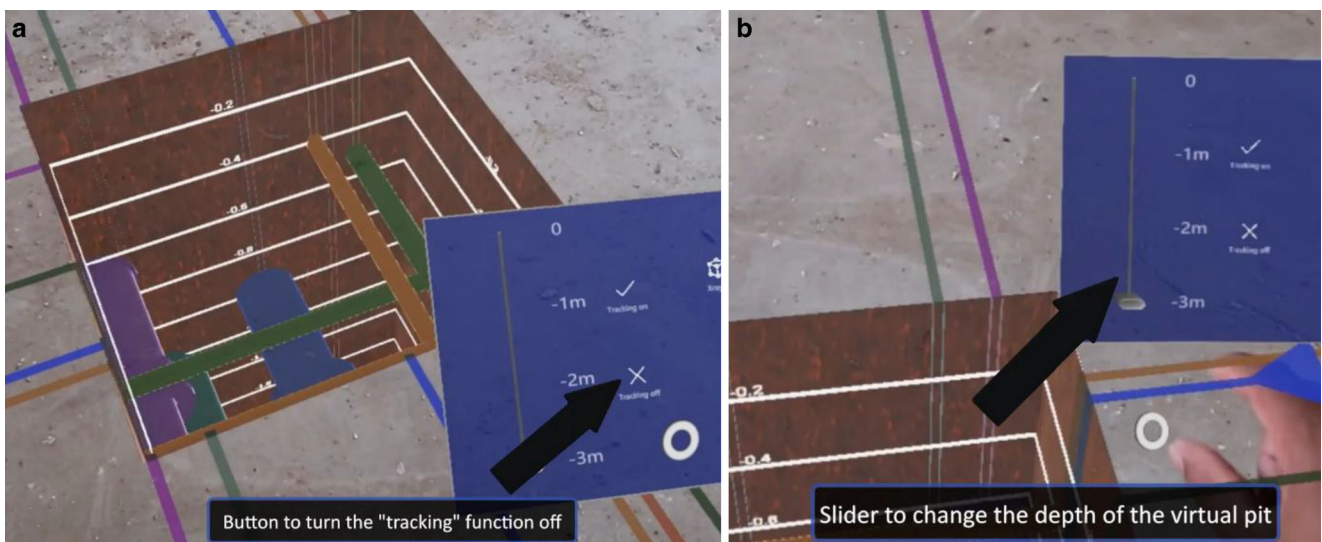 a
-0.2
-0.4
-0.6
-0.8
0
-1m
Tracking on
-2m
Tracking off
-3m
Button to turn the "tracking" function off
b
0
-1m
Tracking on
-2m
Tracking off
-3m
-0.2
-0.4
-0.6
Slider to change the depth of the virtual pit